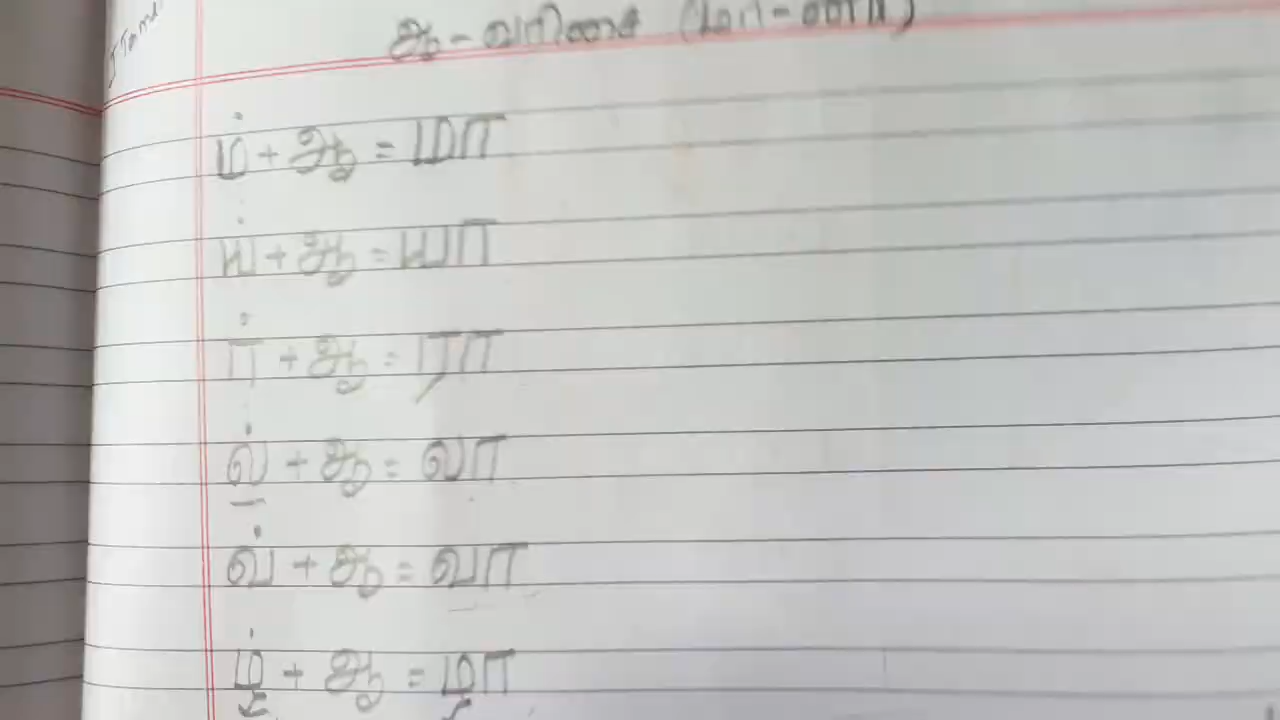 ஆ - வரிசை
ம் + ஆ = மா
ய் + ஆ = யா
ர் + ஆ = ரா
வ் + ஆ = வா
வ் + ஆ = வா
ழ் + ஆ = ழா